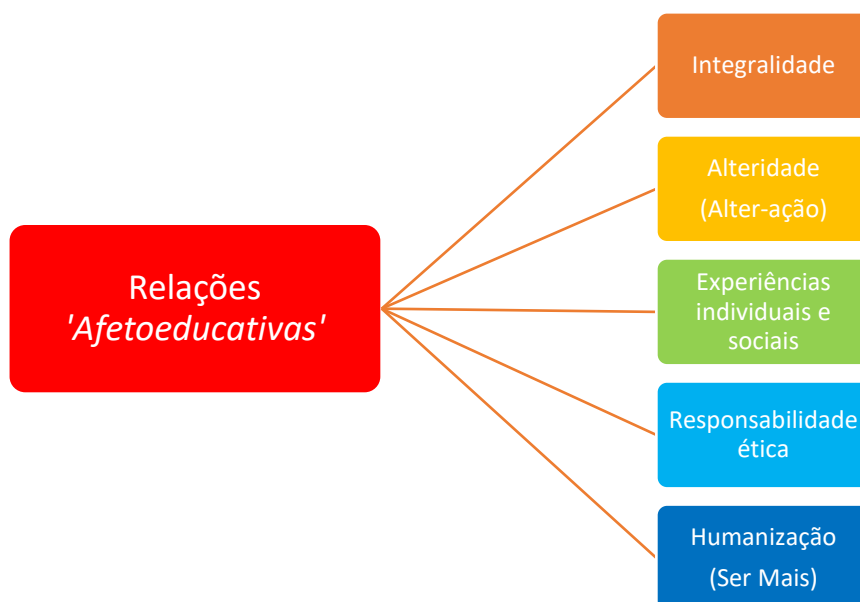 Relações
'Afetoeducativas'
Integralidade
Alteridade
(Alter-ação)
Experiências
individuais e
sociais
Responsabilidade
ética
Humanização
(Ser Mais)